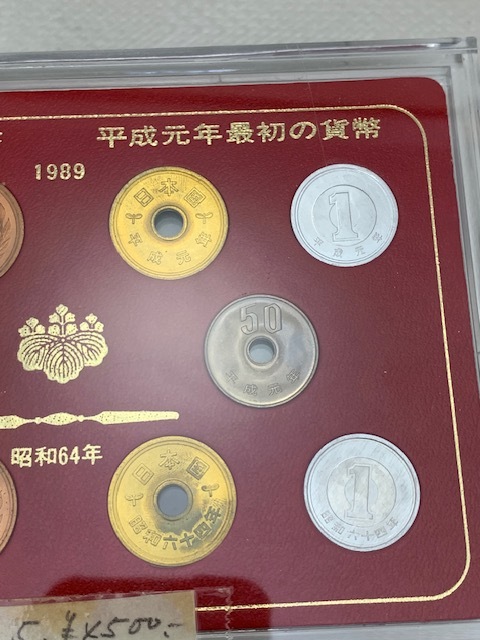 平成元年最初の貨幣
1989
日本国
平成元年
1
平成元年
50
平成元年
昭和64年
日本国
昭和六十四年
1
昭和六十四年
5. ¥×500.-